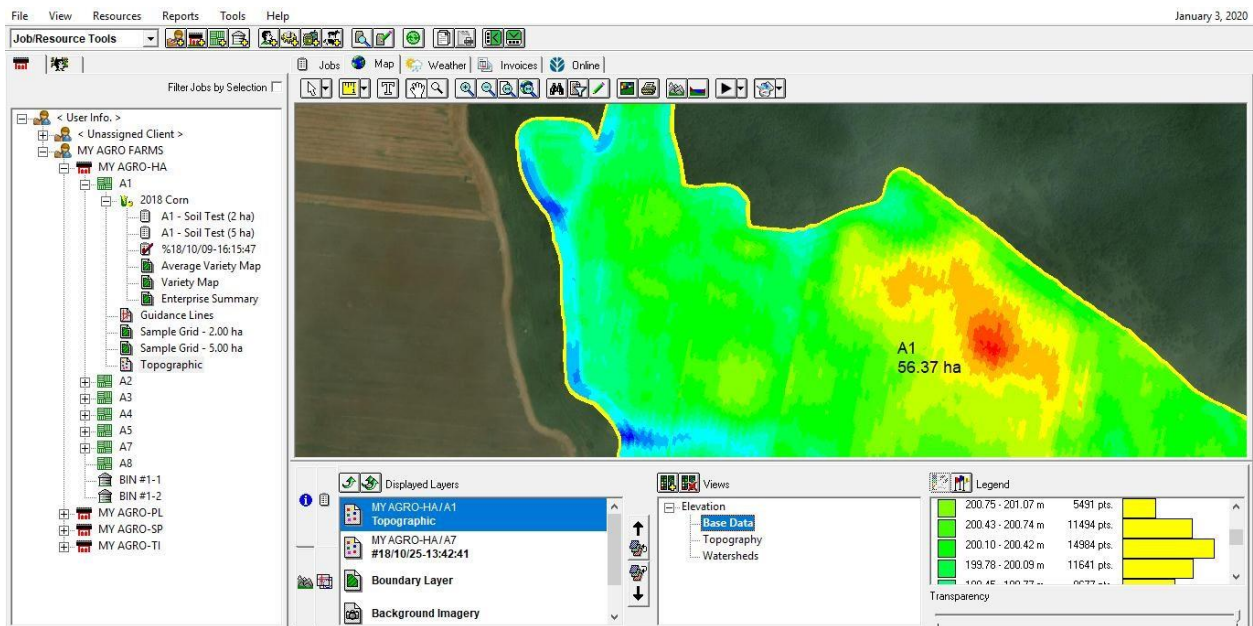 File View Resources Reports Tools Help
January 3, 2020
Job/Resource Tools
Jobs Map Weather Invoices Online
Filter Jobs by Selection
< User Info. >
< Unassigned Client >
MY AGRO FARMS
MY AGRO-HA
A1
2018 Corn
A1 - Soil Test (2 ha)
A1 - Soil Test (5 ha)
%18/10/09-16:15:47
Average Variety Map
Variety Map
Enterprise Summary
Guidance Lines
Sample Grid - 2.00 ha
Sample Grid - 5.00 ha
Topographic
A2
A3
A4
A5
A7
A8
BIN #1-1
BIN #1-2
MY AGRO-PL
MY AGRO-SP
MY AGRO-TI
A1
56.37 ha
Displayed Layers
MY AGRO-HA/A1
Topographic
MY AGRO-HA/A7
#18/10/25-13:42:41
Boundary Layer
Background Imagery
Views
Elevation
Base Data
Topography
Watersheds
Legend
200.75 - 201.07 m 5491 pts.
200.43 - 200.74 m 11494 pts.
200.10 - 200.42 m 14984 pts.
199.78 - 200.09 m 11641 pts.
Transparency